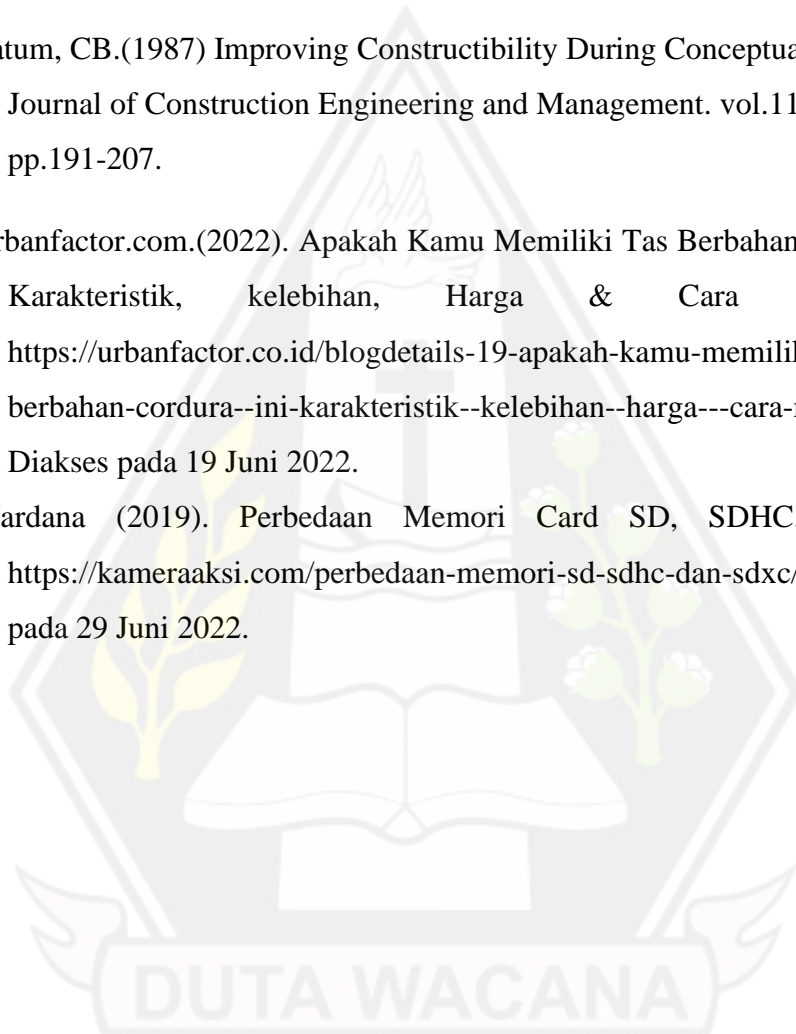 atum, CB.(1987) Improving Constructibility During Conceptua
Journal of Construction Engineering and Management. vol.11
pp.191-207.
rbanfactor.com.(2022). Apakah Kamu Memiliki Tas Berbahan
Karakteristik, kelebihan, Harga & Cara
https://urbanfactor.co.id/blogdetails-19-apakah-kamu-memilik
berbahan-cordura--ini-karakteristik--kelebihan--harga---cara-
Diakses pada 19 Juni 2022.
ardana (2019). Perbedaan Memori Card SD, SDHC
https://kameraaksi.com/perbedaan-memori-sd-sdhc-dan-sdxc/
pada 29 Juni 2022.
DUTA WACANA